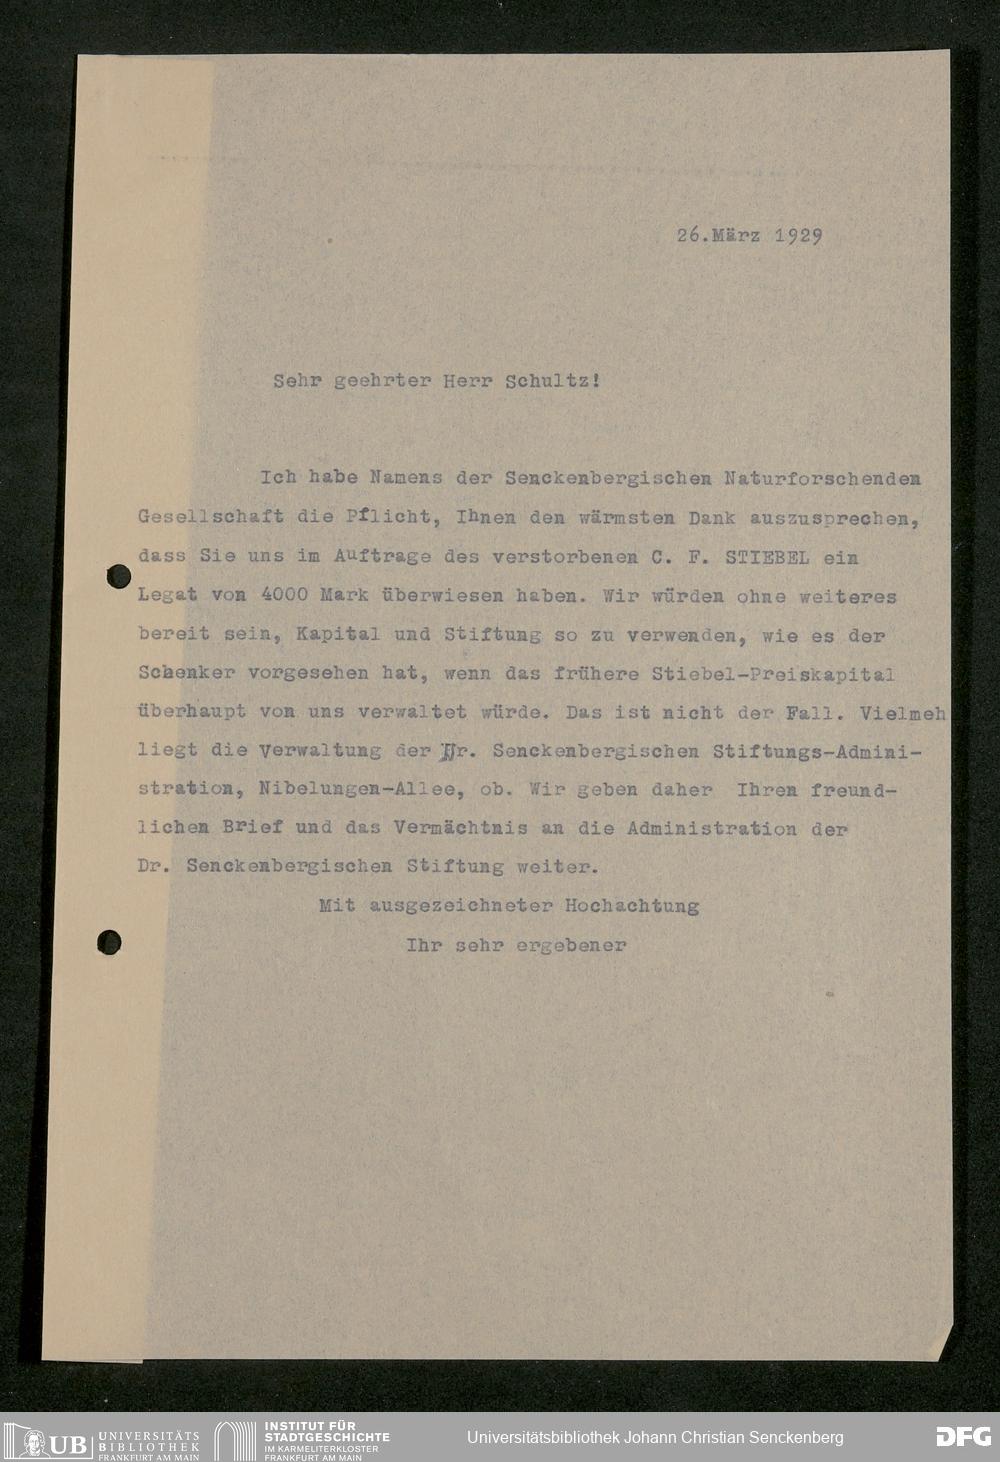 26.März 1929
Sehr geehrter Herr Schultz!
Ich habe Namens der Senckenbergischen Naturforschenden
Gesellschaft die Pflicht, Ihnen den wärmsten Dank auszusprechen,
dass Sie uns im Auftrage des verstorbenen C. F. STIEBEL ein
Legat von 4000 Mark überwiesen haben. Wir würden ohne weiteres
bereit sein, Kapital und Stiftung so zu verwenden, wie es der
Schenker vorgesehen hat, wenn das frühere Stiebel-Preiskapital
überhaupt von uns verwaltet würde. Das ist nicht der Fall. Vielmeh
liegt die Verwaltung der Dr. Senckenbergischen Stiftungs-Admini-
stration, Nibelungen-Allee, ob. Wir geben daher Ihren freund-
lichen Brief und das Vermächtnis an die Administration der
Dr. Senckenbergischen Stiftung weiter.
Mit ausgezeichneter Hochachtung
Ihr sehr ergebener
UB UNIVERSITÄTS
BIBLIOTHEK
FRANKFURT AM MAIN
INSTITUT FÜR
STADTGESCHICHTE
IM KARMELITERKLOSTER
FRANKFURT AM MAIN
Universitätsbibliothek Johann Christian Senckenberg
DFG